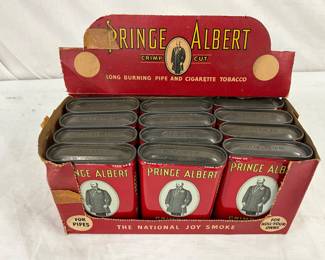 PRINCE ALBERT
CRIMP CUT
LONG BURNING PIPE AND CIGARETTE TOBACCO
PRINGE ALBERT
PRINCE ALBERT
PRINCE ALBERT
FOR PIPES
THE NATIONAL JOY SMOKE
FOR ROLL-YOUR-OWNS!